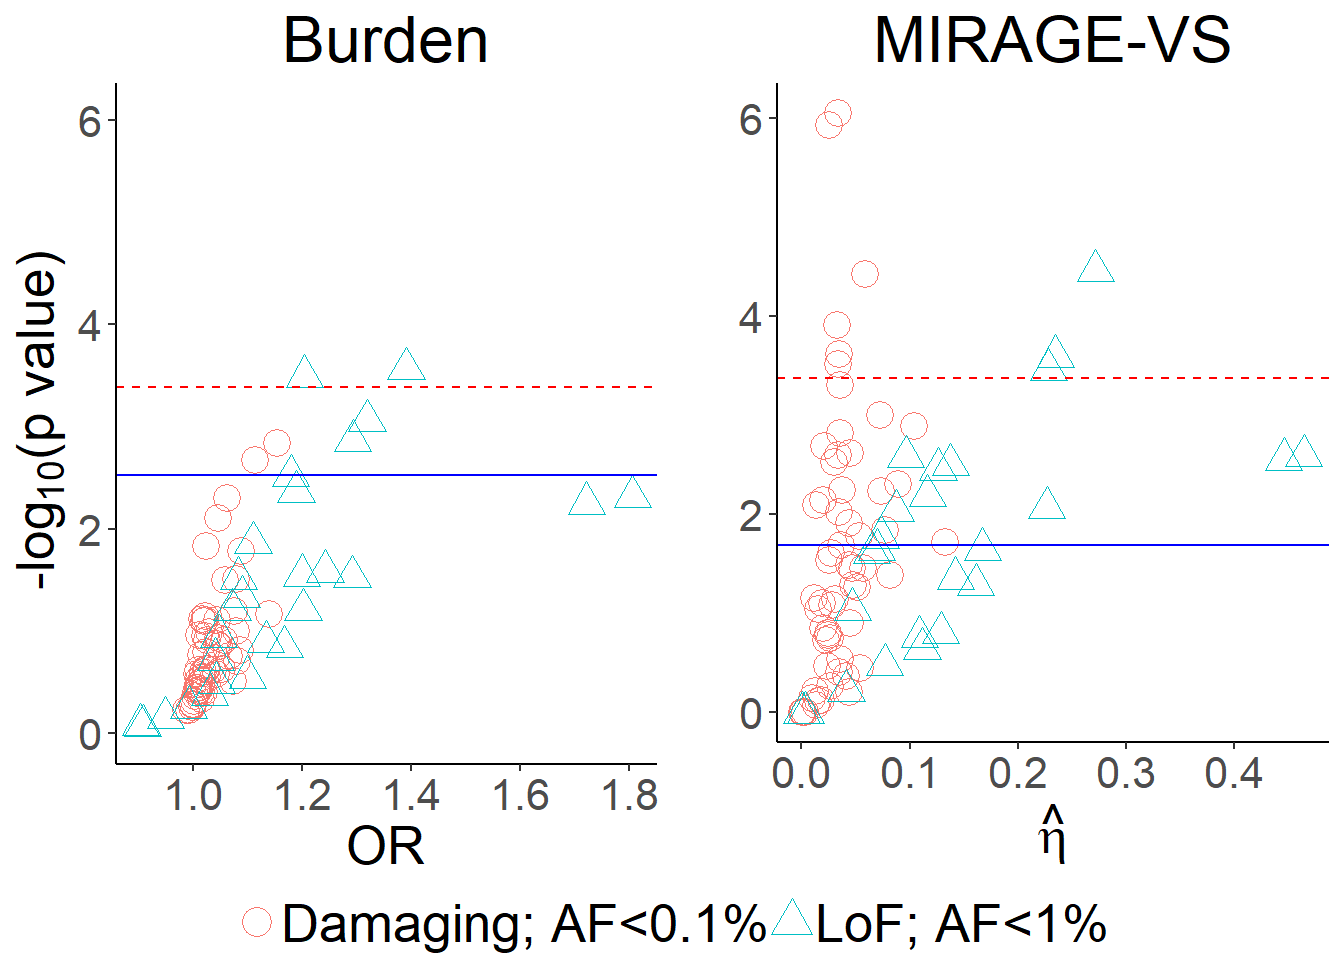 Burden
MIRAGE-VS
-log₁₀(p value)
6
4
2
0
1.0 1.2 1.4 1.6 1.8
OR
6
4
2
0
0.0 0.1 0.2 0.3 0.4
η̂
Damaging; AF<0.1% LoF; AF<1%